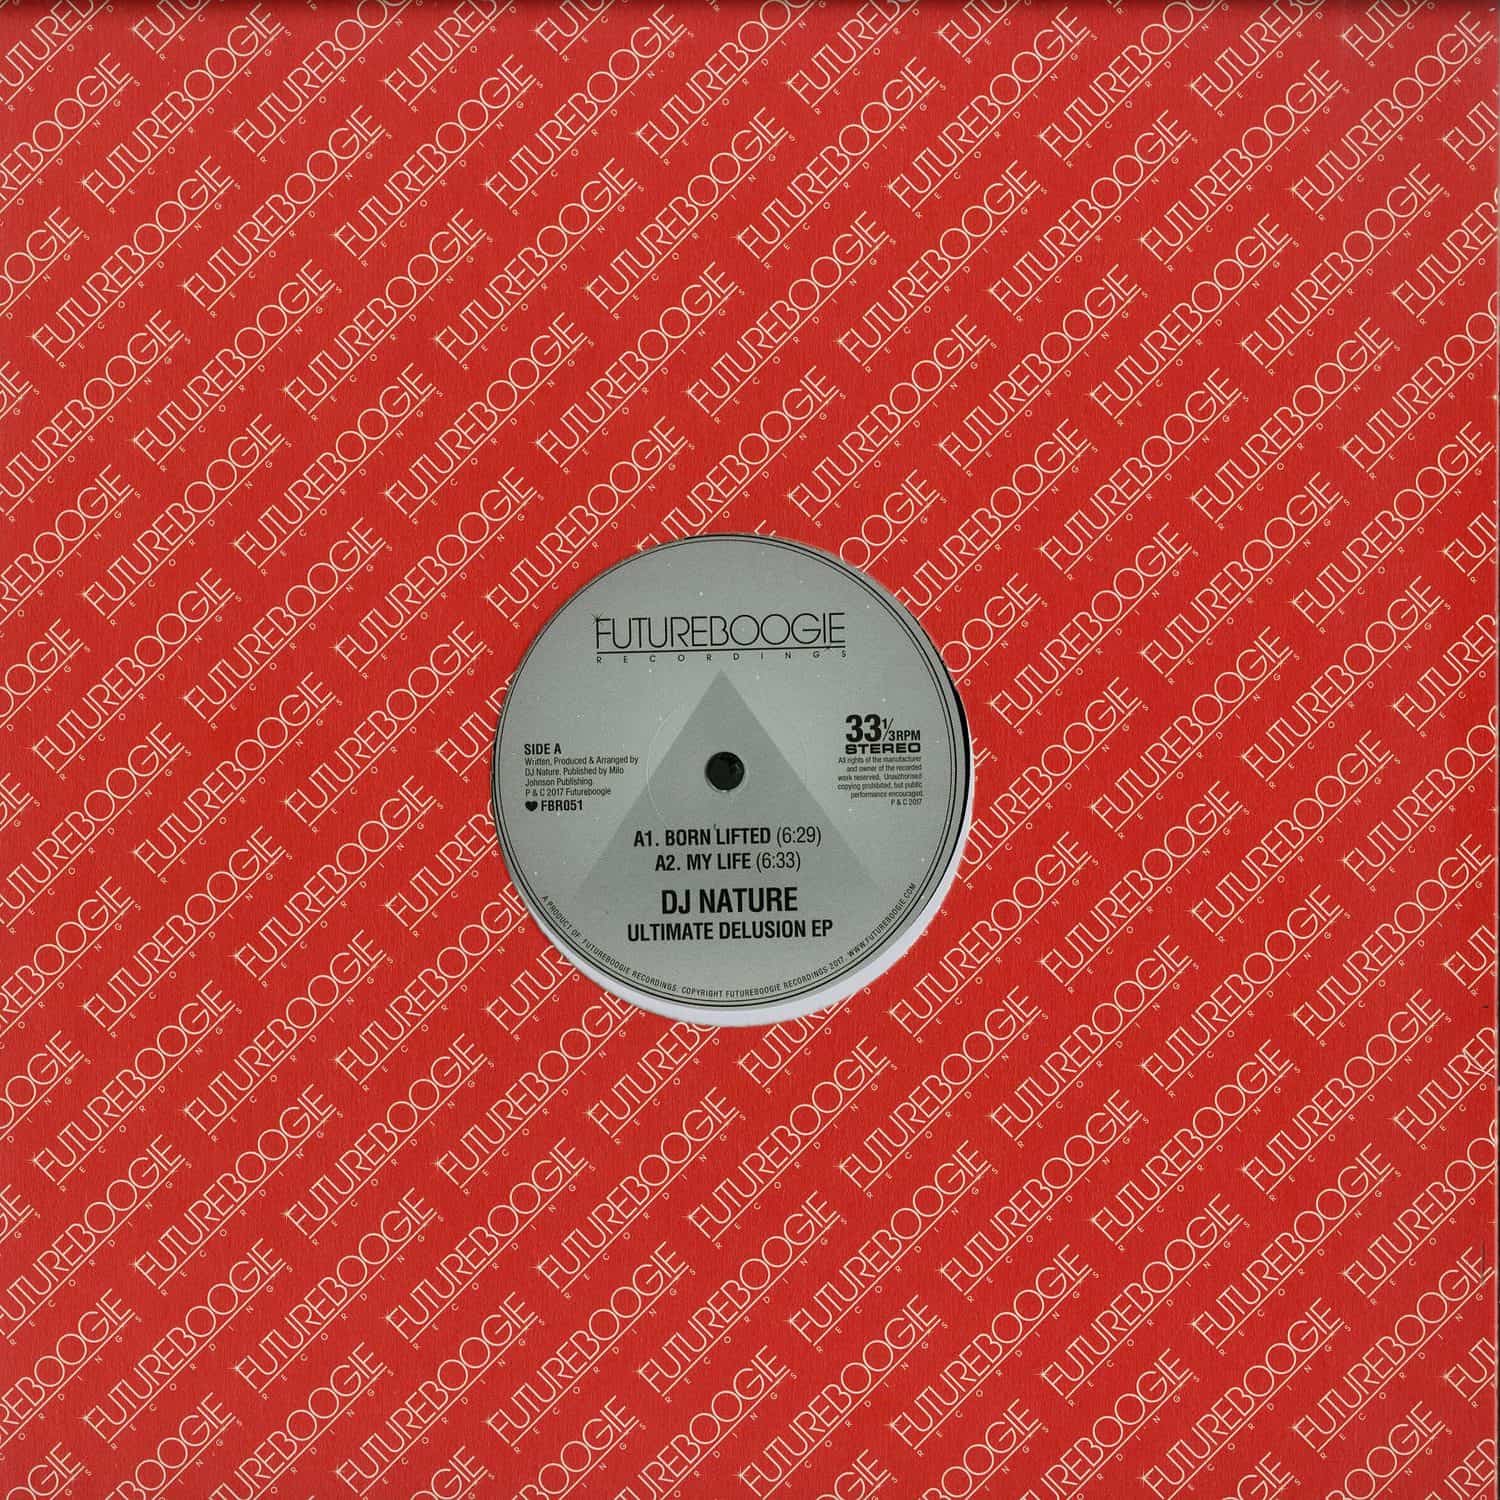 FUTUREBOOGIE
RECORDINGS
SIDE A
Written, Produced & Arranged by
DJ Nature. Published by Milo
Johnson Publishing.
P & C 2017 Futureboogie
♥ FBR051
33 1/3 RPM
STEREO
All rights of the manufacturer
and owner of the recorded
work reserved. Unauthorised
copying prohibited, but public
performance encouraged.
P & C 2017
A1. BORN LIFTED (6:29)
A2. MY LIFE (6:33)
DJ NATURE
ULTIMATE DELUSION EP
A PRODUCT OF FUTUREBOOGIE RECORDINGS. COPYRIGHT FUTUREBOOGIE RECORDINGS 2017. WWW.FUTUREBOOGIE.COM